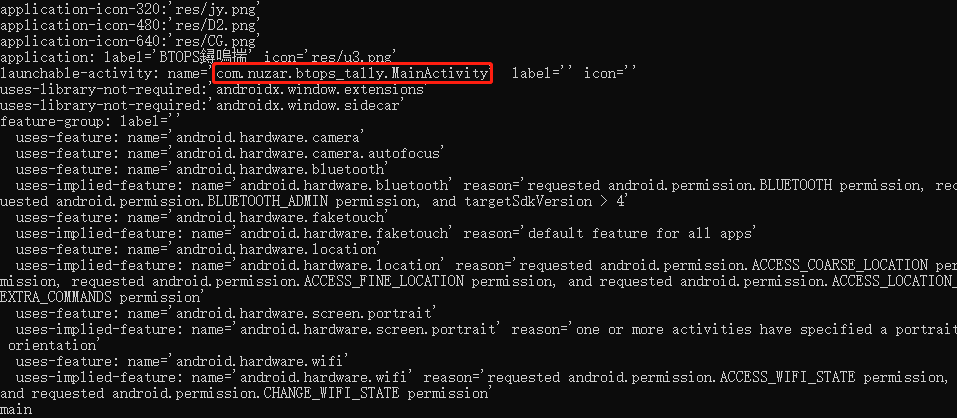 application-icon-320:'res/jy.png'
application-icon-480:'res/D2.png'
application-icon-640:'res/CG.png'
application: label='BTOPS鐞嗚揣' icon='res/u3.png'
launchable-activity: name='com.nuzar.btops_tally.MainActivity  label='' icon=''
uses-library-not-required:'androidx.window.extensions'
uses-library-not-required:'androidx.window.sidecar'
feature-group: label=''
uses-feature: name='android.hardware.camera'
uses-feature: name='android.hardware.camera.autofocus'
uses-feature: name='android.hardware.bluetooth'
uses-implied-feature: name='android.hardware.bluetooth' reason='requested android.permission.BLUETOOTH permission, req
uested android.permission.BLUETOOTH_ADMIN permission, and targetSdkVersion > 4'
uses-feature: name='android.hardware.faketouch'
uses-implied-feature: name='android.hardware.faketouch' reason='default feature for all apps'
uses-feature: name='android.hardware.location'
uses-implied-feature: name='android.hardware.location' reason='requested android.permission.ACCESS_COARSE_LOCATION per
mission, requested android.permission.ACCESS_FINE_LOCATION permission, and requested android.permission.ACCESS_LOCATION_
EXTRA_COMMANDS permission'
uses-feature: name='android.hardware.screen.portrait'
uses-implied-feature: name='android.hardware.screen.portrait' reason='one or more activities have specified a portrait
orientation'
uses-feature: name='android.hardware.wifi'
uses-implied-feature: name='android.hardware.wifi' reason='requested android.permission.ACCESS_WIFI_STATE permission,
and requested android.permission.CHANGE_WIFI_STATE permission'
main